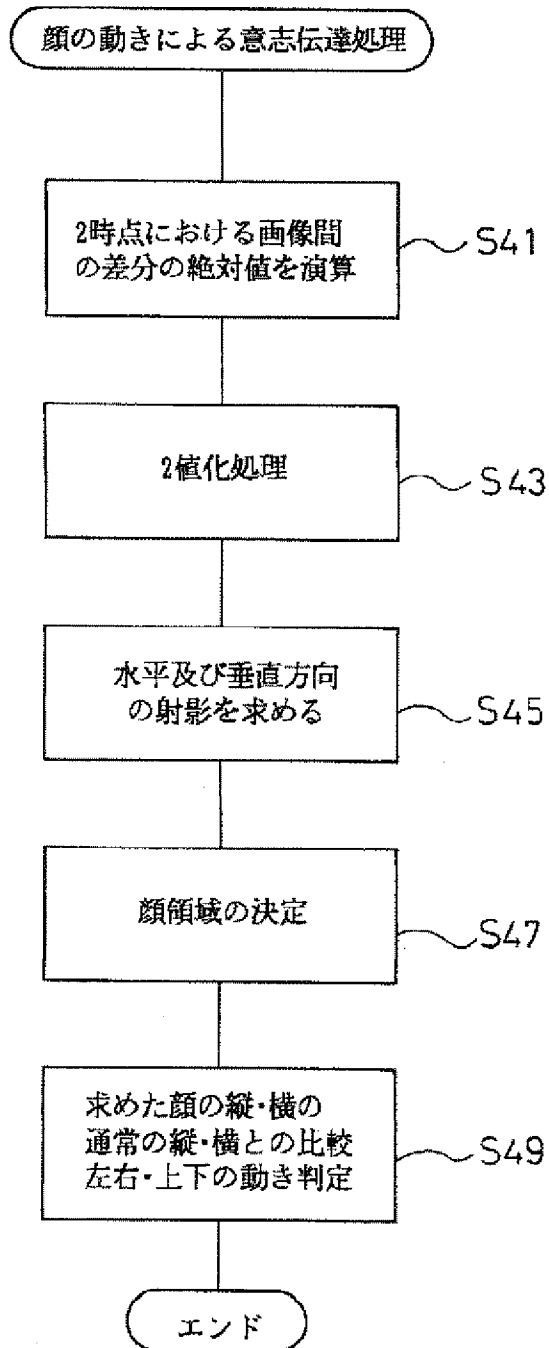 顔の動きによる意志伝達処理
2時点における画像間
の差分の絶対値を演算
S41
2値化処理
S43
水平及び垂直方向
の射影を求める
S45
顔領域の決定
S47
求めた顔の縦・横の
通常の縦・横との比較
左右・上下の動き判定
S49
エンド